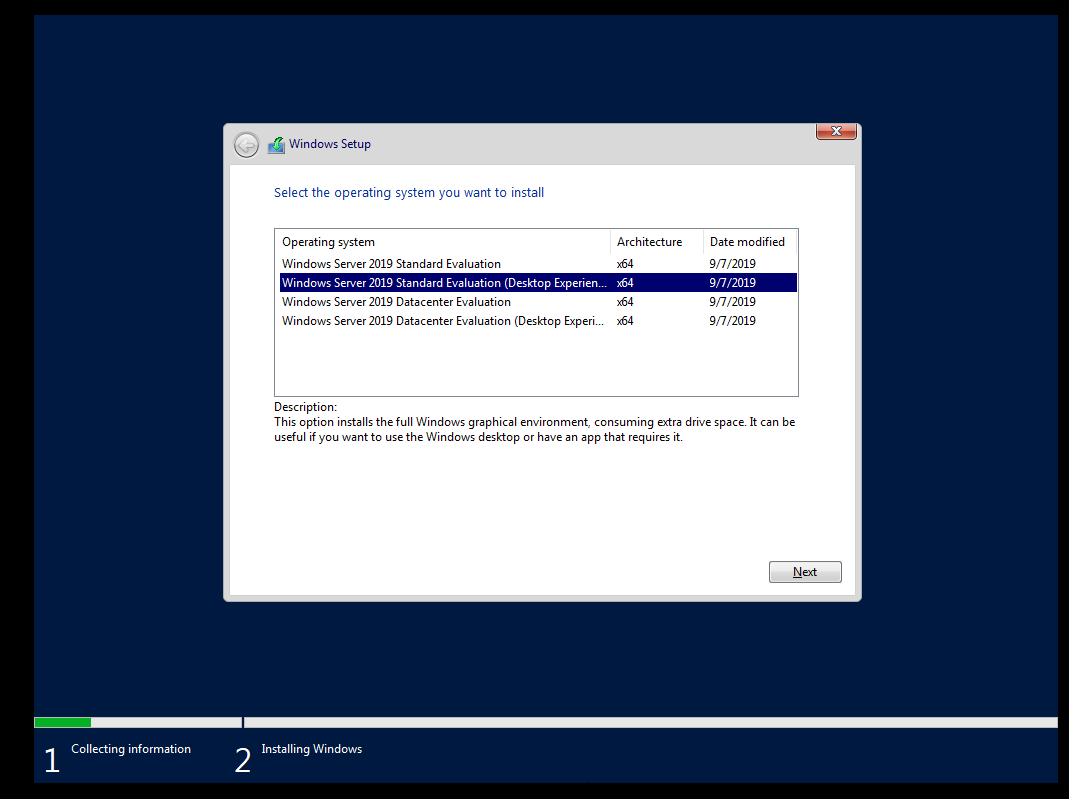 Windows Setup
Select the operating system you want to install
Operating system Architecture Date modified
Windows Server 2019 Standard Evaluation x64 9/7/2019
Windows Server 2019 Standard Evaluation (Desktop Experien... x64 9/7/2019
Windows Server 2019 Datacenter Evaluation x64 9/7/2019
Windows Server 2019 Datacenter Evaluation (Desktop Experi... x64 9/7/2019
Description:
This option installs the full Windows graphical environment, consuming extra drive space. It can be
useful if you want to use the Windows desktop or have an app that requires it.
Next
1 Collecting information 2 Installing Windows